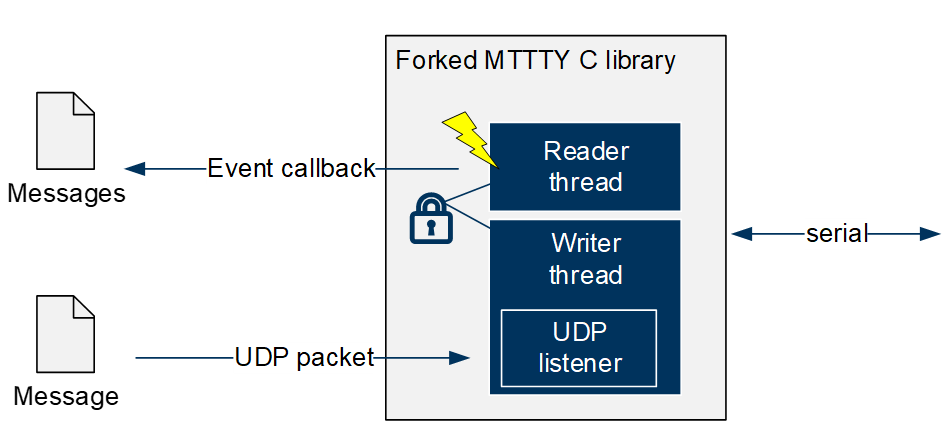 Forked MTTTY C library
Reader
thread
Event callback
Messages
Writer
thread
serial
UDP
listener
UDP packet
Message